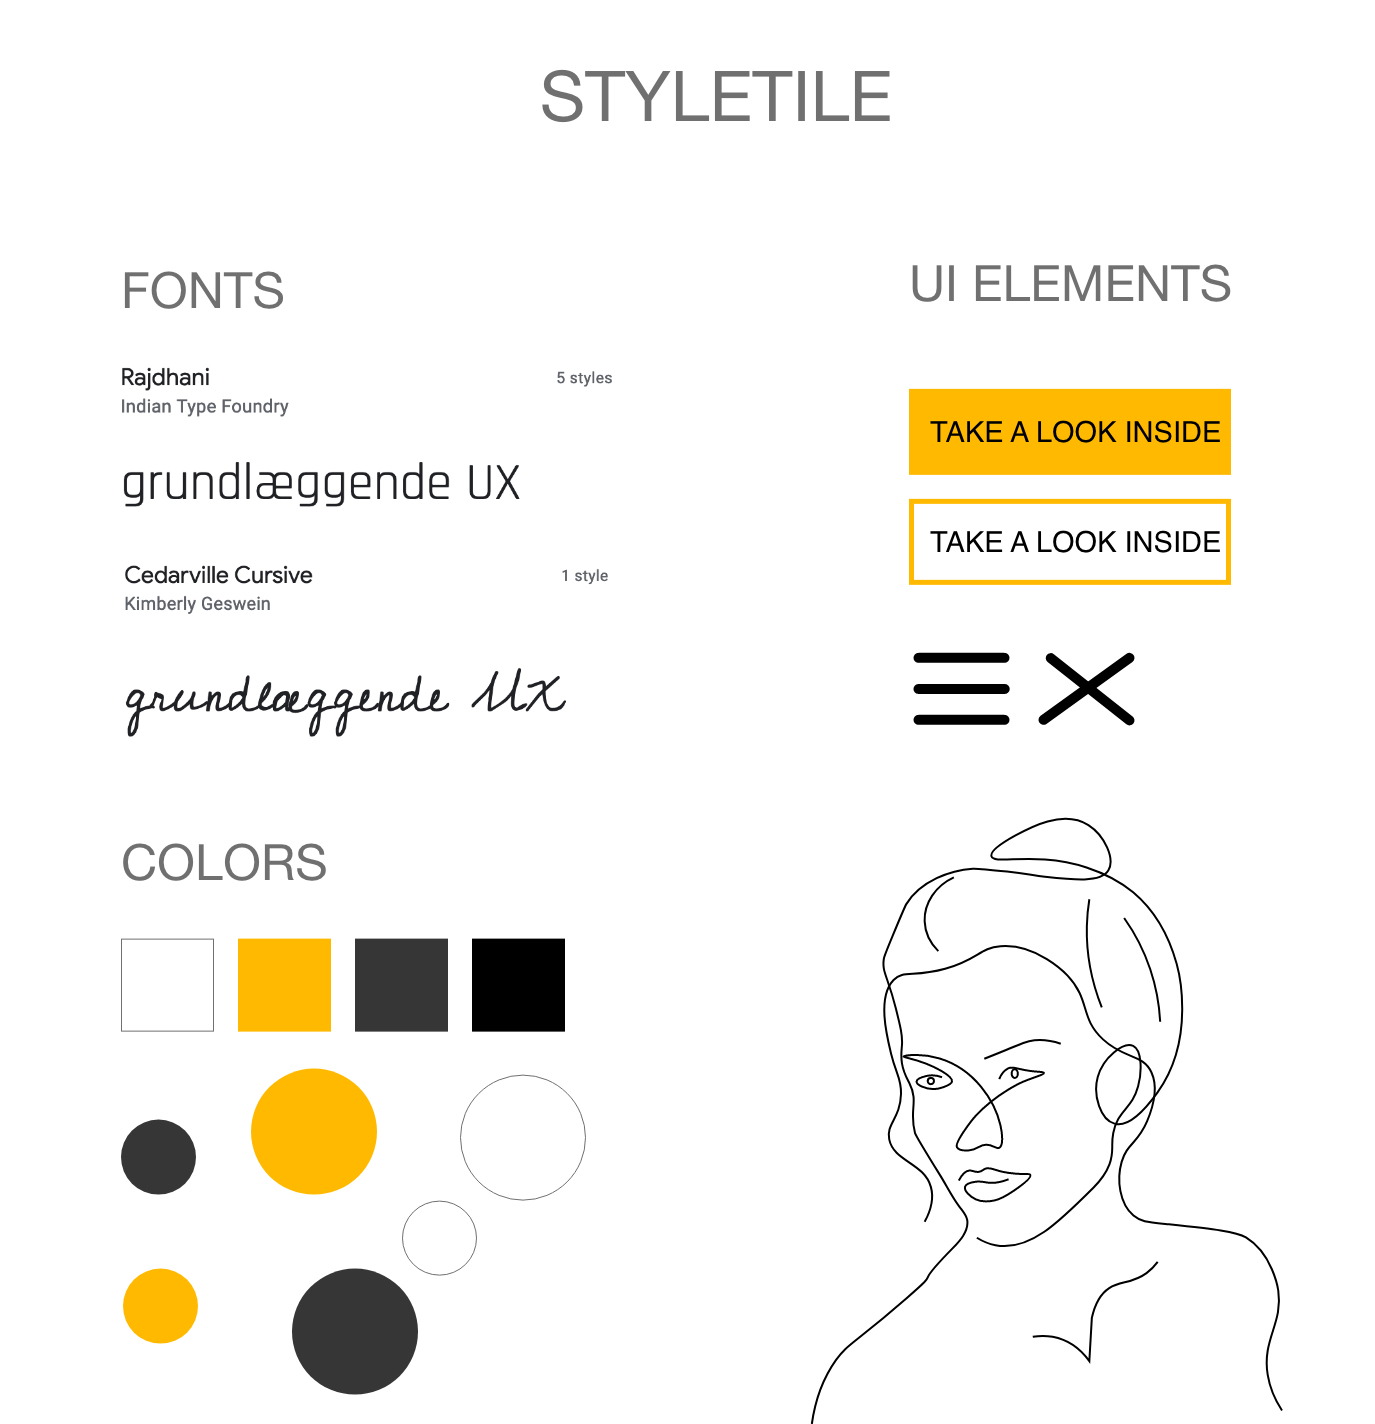 STYLETILE
FONTS
Rajdhani
5 styles
Indian Type Foundry
grundlæggende UX
Cedarville Cursive
1 style
Kimberly Geswein
grundlæggende UX
COLORS
UI ELEMENTS
TAKE A LOOK INSIDE
TAKE A LOOK INSIDE